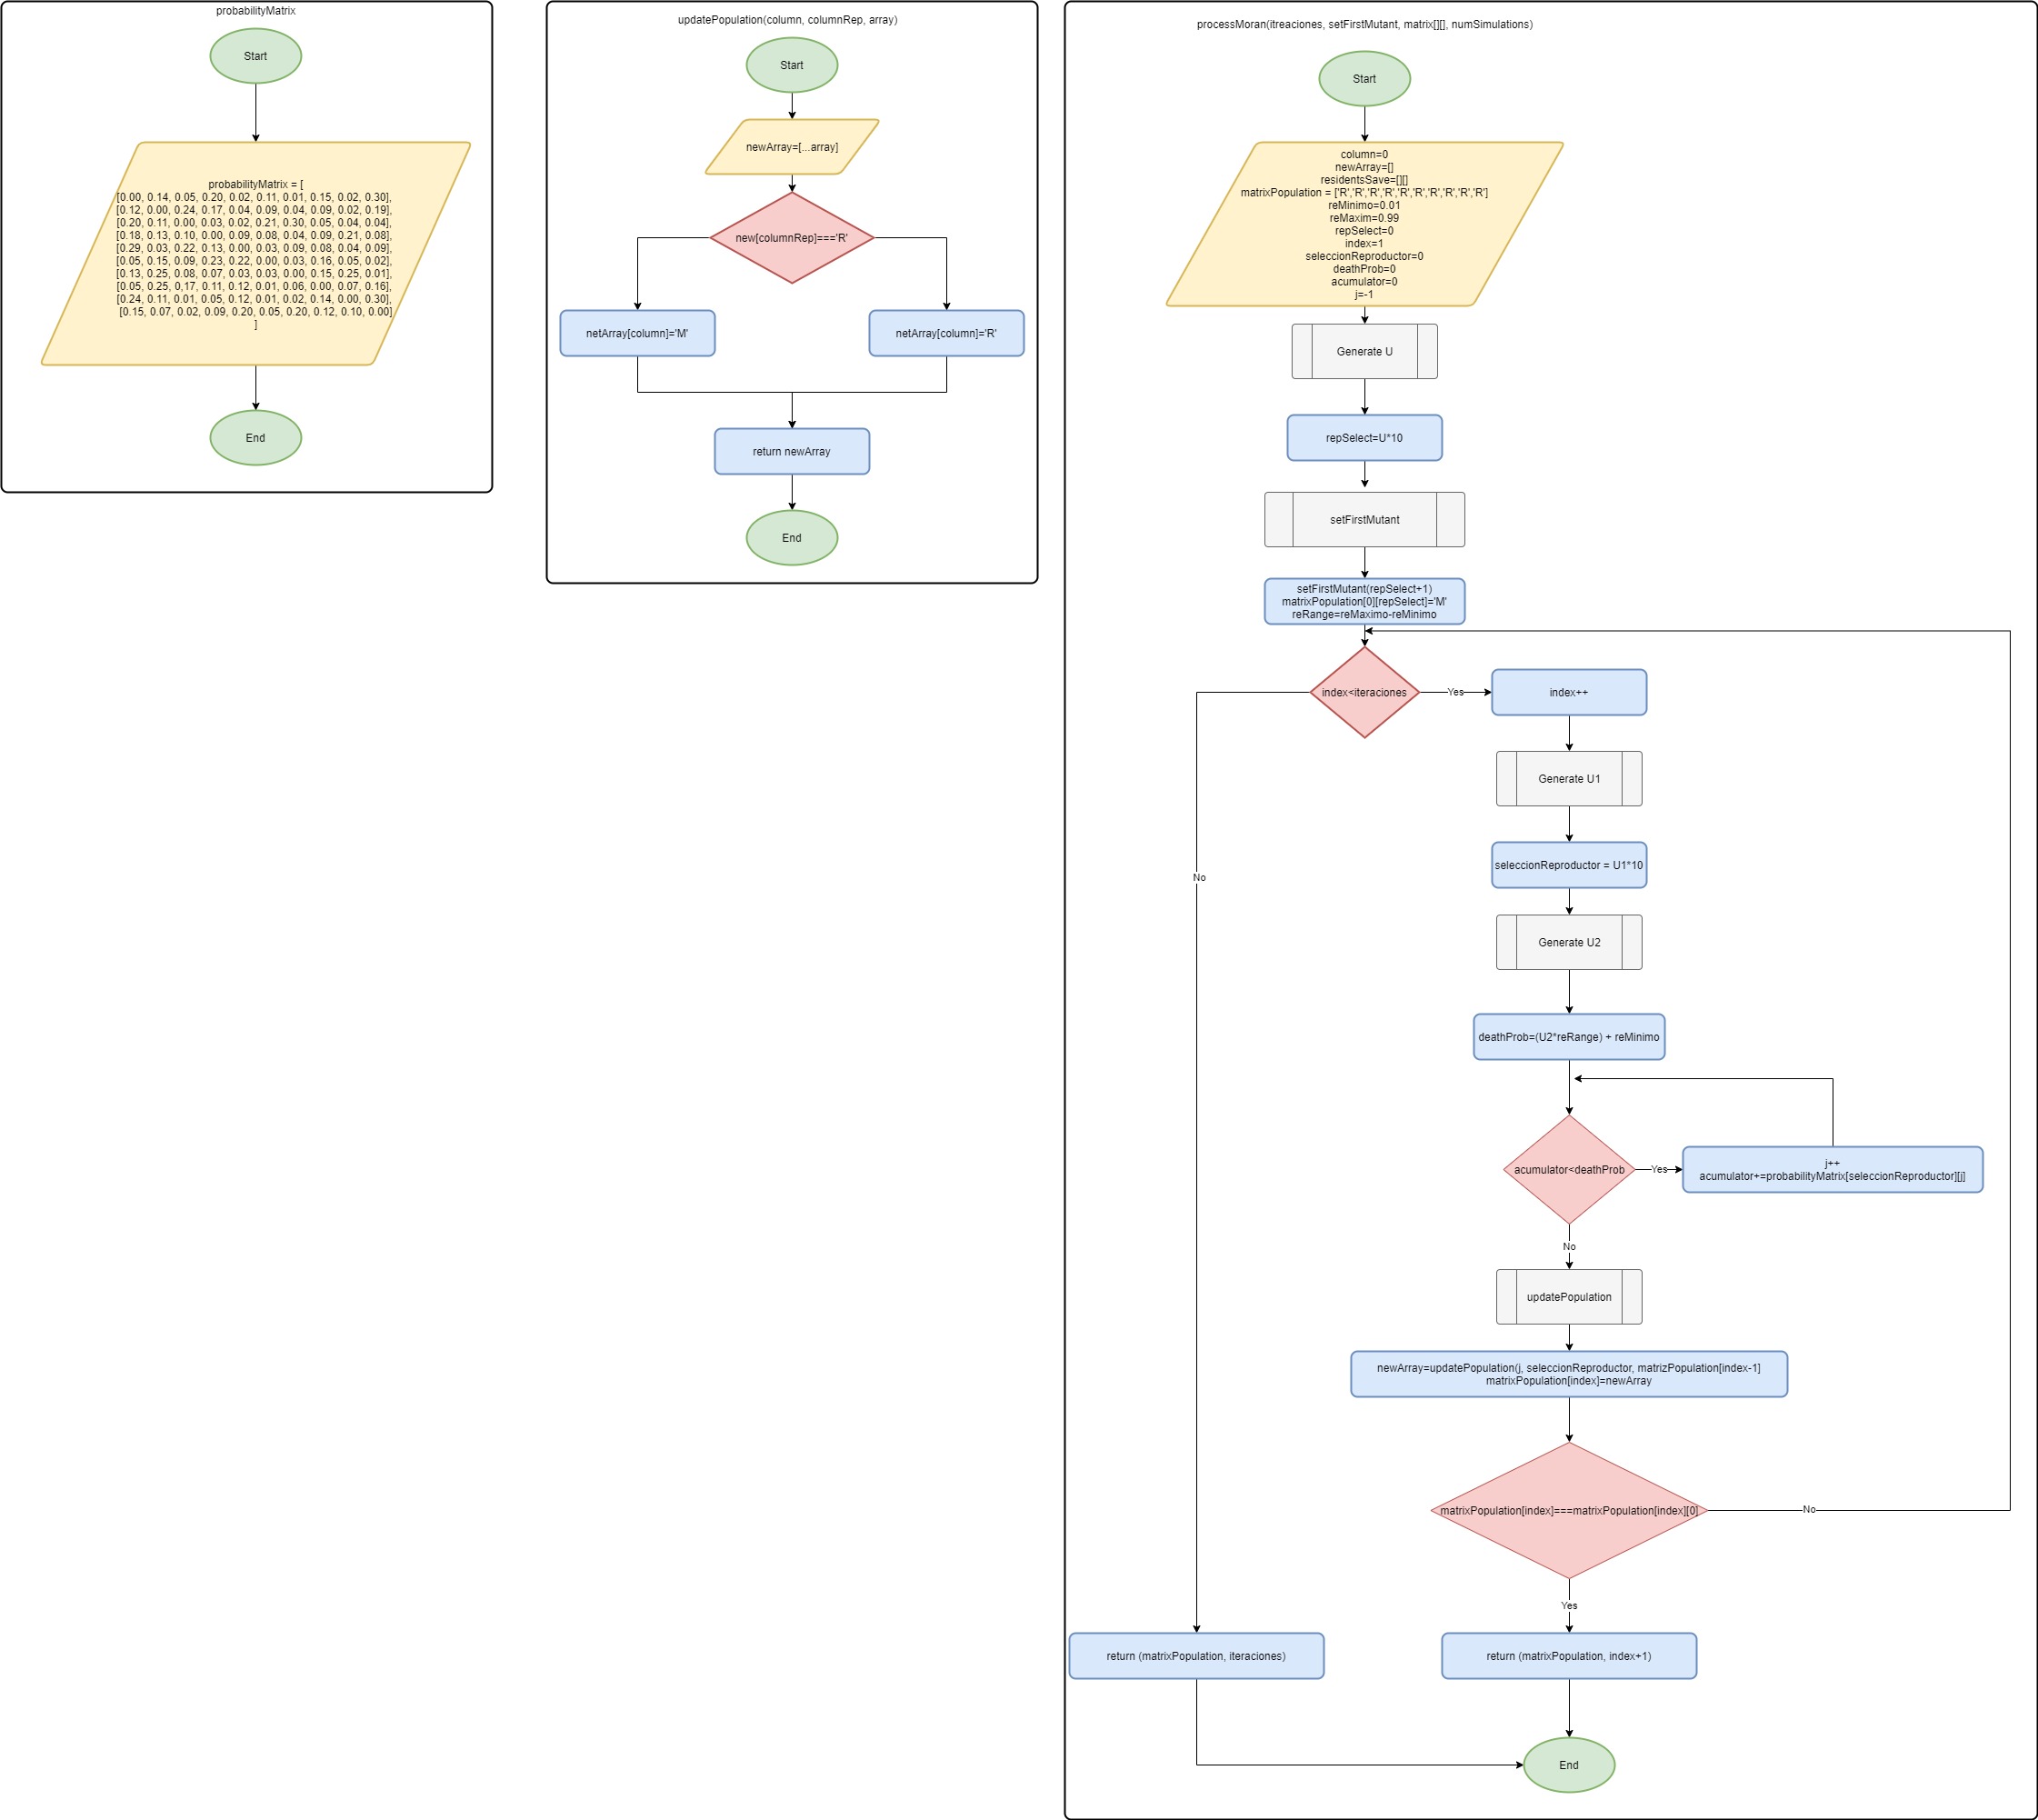 probabilityMatrix
Start
probabilityMatrix = [
[0.00, 0.14, 0.05, 0.20, 0.02, 0.11, 0.01, 0.15, 0.02, 0.30],
[0.12, 0.00, 0.24, 0.17, 0.04, 0.09, 0.04, 0.09, 0.02, 0.19],
[0.20, 0.11, 0.00, 0.03, 0.02, 0.21, 0.30, 0.05, 0.04, 0.04],
[0.18, 0.13, 0.10, 0.00, 0.09, 0.08, 0.04, 0.09, 0.21, 0.08],
[0.29, 0.03, 0.22, 0.13, 0.00, 0.03, 0.09, 0.08, 0.04, 0.09],
[0.05, 0.15, 0.09, 0.23, 0.22, 0.00, 0.03, 0.16, 0.05, 0.02],
[0.13, 0.25, 0.08, 0.07, 0.03, 0.03, 0.00, 0.15, 0.25, 0.01],
[0.05, 0.25, 0,17, 0.11, 0.12, 0.01, 0.06, 0.00, 0.07, 0.16],
[0.24, 0.11, 0.01, 0.05, 0.12, 0.01, 0.02, 0.14, 0.00, 0.30],
[0.15, 0.07, 0.02, 0.09, 0.20, 0.05, 0.20, 0.12, 0.10, 0.00]
]
End
updatePopulation(column, columnRep, array)
Start
newArray=[...array]
new[columnRep]==='R'
netArray[column]='M'
netArray[column]='R'
return newArray
End
processMoran(itreaciones, setFirstMutant, matrix[][], numSimulations)
Start
column=0
newArray=[]
residentsSave=[][]
matrixPopulation = ['R','R','R','R','R','R','R','R','R','R']
reMinimo=0.01
reMaxim=0.99
repSelect=0
index=1
seleccionReproductor=0
deathProb=0
acumulator=0
j=-1
Generate U
repSelect=U*10
setFirstMutant
setFirstMutant(repSelect+1)
matrixPopulation[0][repSelect]='M'
reRange=reMaximo-reMinimo
index<iteraciones
Yes
index++
Generate U1
No
seleccionReproductor = U1*10
Generate U2
deathProb=(U2*reRange) + reMinimo
acumulator<deathProb
Yes
j++
acumulator+=probabilityMatrix[seleccionReproductor][j]
No
updatePopulation
newArray=updatePopulation(j, seleccionReproductor, matrizPopulation[index-1]
matrixPopulation[index]=newArray
matrixPopulation[index]===matrixPopulation[index][0]
No
Yes
return (matrixPopulation, iteraciones)
return (matrixPopulation, index+1)
End